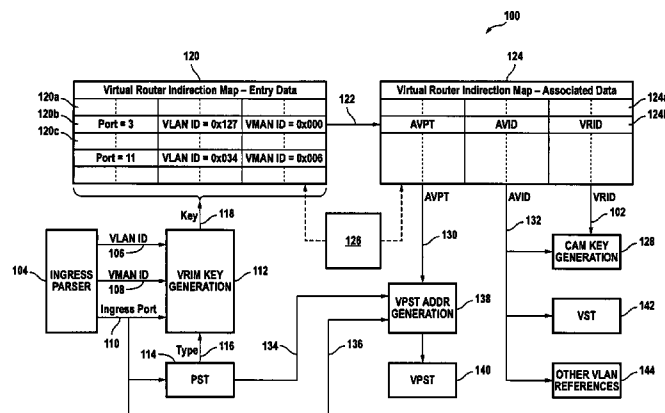 100
120
124
Virtual Router Indirection Map – Entry Data
Virtual Router Indirection Map – Associated Data
120a
120b
120c
122
124a
Port = 3 VLAN ID = 0x127 VMAN ID = 0x000
AVPT AVID VRID
Port = 11 VLAN ID = 0x034 VMAN ID = 0x006
AVPT
AVID
VRID
Key
118
126
130
132
102
104
INGRESS PARSER
VLAN ID
106
VMAN ID
108
Ingress Port
110
VRIM KEY GENERATION
112
CAM KEY GENERATION
128
VPST ADDR GENERATION
138
VST
142
114
Type
116
134
136
PST
VPST
140
OTHER VLAN REFERENCES
144